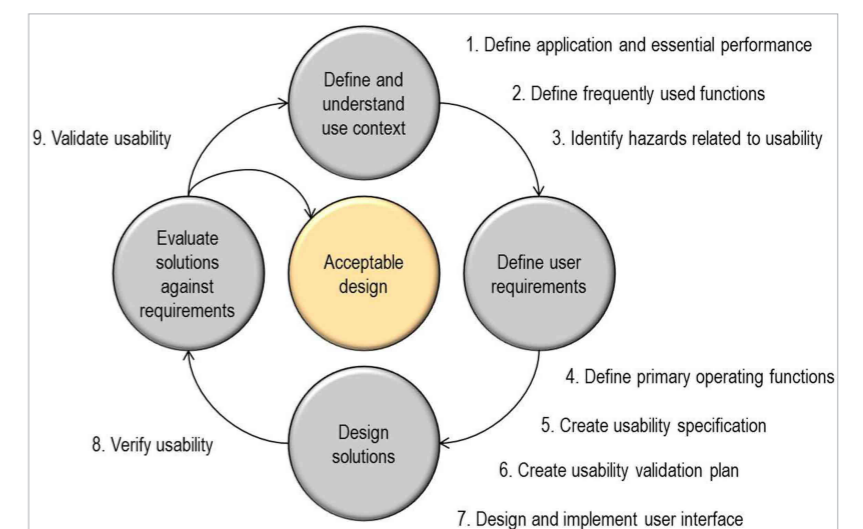 Define and
understand
use context
1. Define application and essential performance
2. Define frequently used functions
3. Identify hazards related to usability
9. Validate usability
Evaluate
solutions
against
requirements
Acceptable
design
Define user
requirements
4. Define primary operating functions
5. Create usability specification
6. Create usability validation plan
7. Design and implement user interface
Design
solutions
8. Verify usability